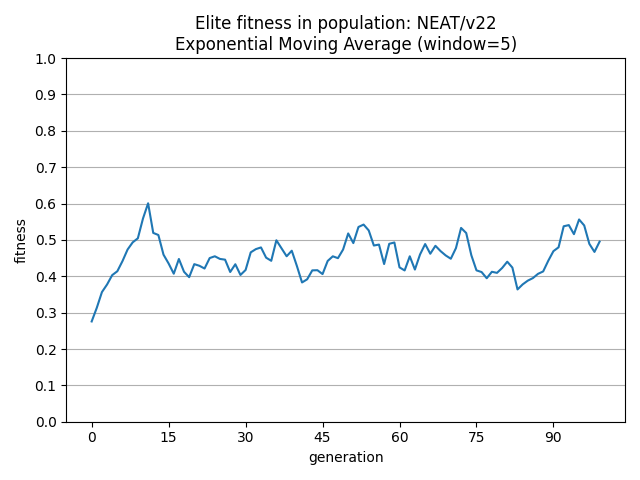 Elite fitness in population: NEAT/v22
Exponential Moving Average (window=5)
1.0
0.9
0.8
0.7
0.6
0.5
0.4
0.3
0.2
0.1
0.0
fitness
0 15 30 45 60 75 90
generation